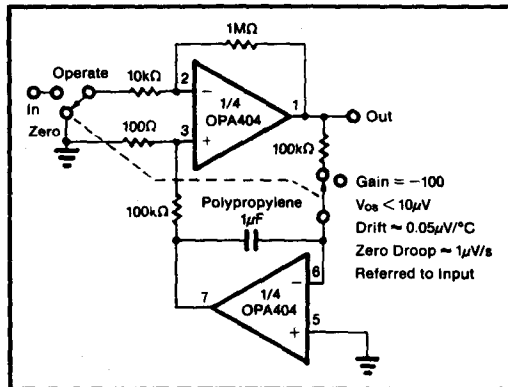 1MΩ
Operate
10kΩ
2
−
1/4
OPA404
1
Out
In
Zero
100Ω
3
+
100kΩ
100kΩ
Polypropylene
1µF
Gain = −100
Vos < 10µV
Drift ≈ 0.05µV/°C
Zero Droop ≈ 1µV/s
Referred to Input
7
1/4
OPA404
−
6
+
5